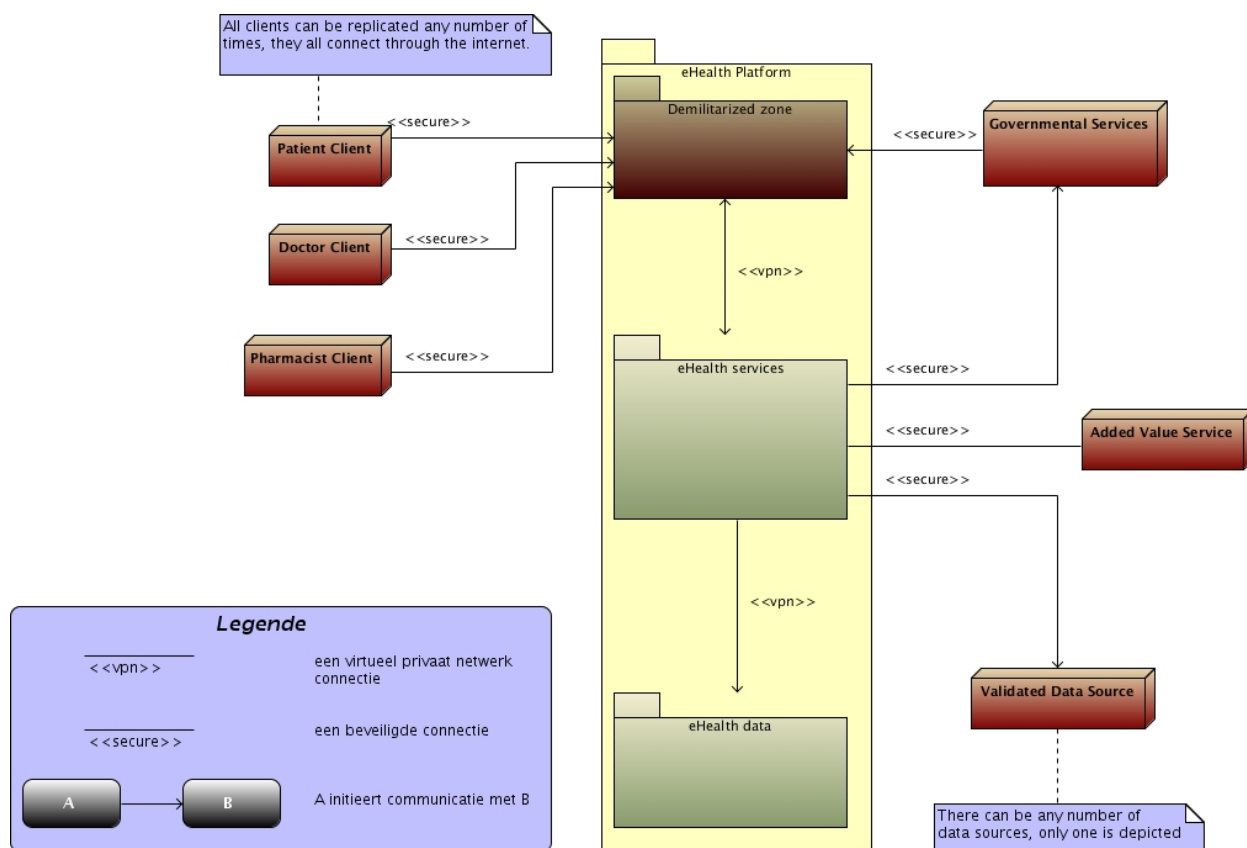 All clients can be replicated any number of
times, they all connect through the internet.
eHealth Platform
Demilitarized zone
<<secure>>
Patient Client
<<secure>>
Governmental Services
<<secure>>
Doctor Client
<<vpn>>
<<secure>>
Pharmacist Client
eHealth services
<<secure>>
<<secure>>
Added Value Service
<<secure>>
<<vpn>>
Validated Data Source
eHealth data
There can be any number of
data sources, only one is depicted
Legende
<<vpn>>
een virtueel privaat netwerk
connectie
<<secure>>
een beveiligde connectie
A
B
A initieert communicatie met B